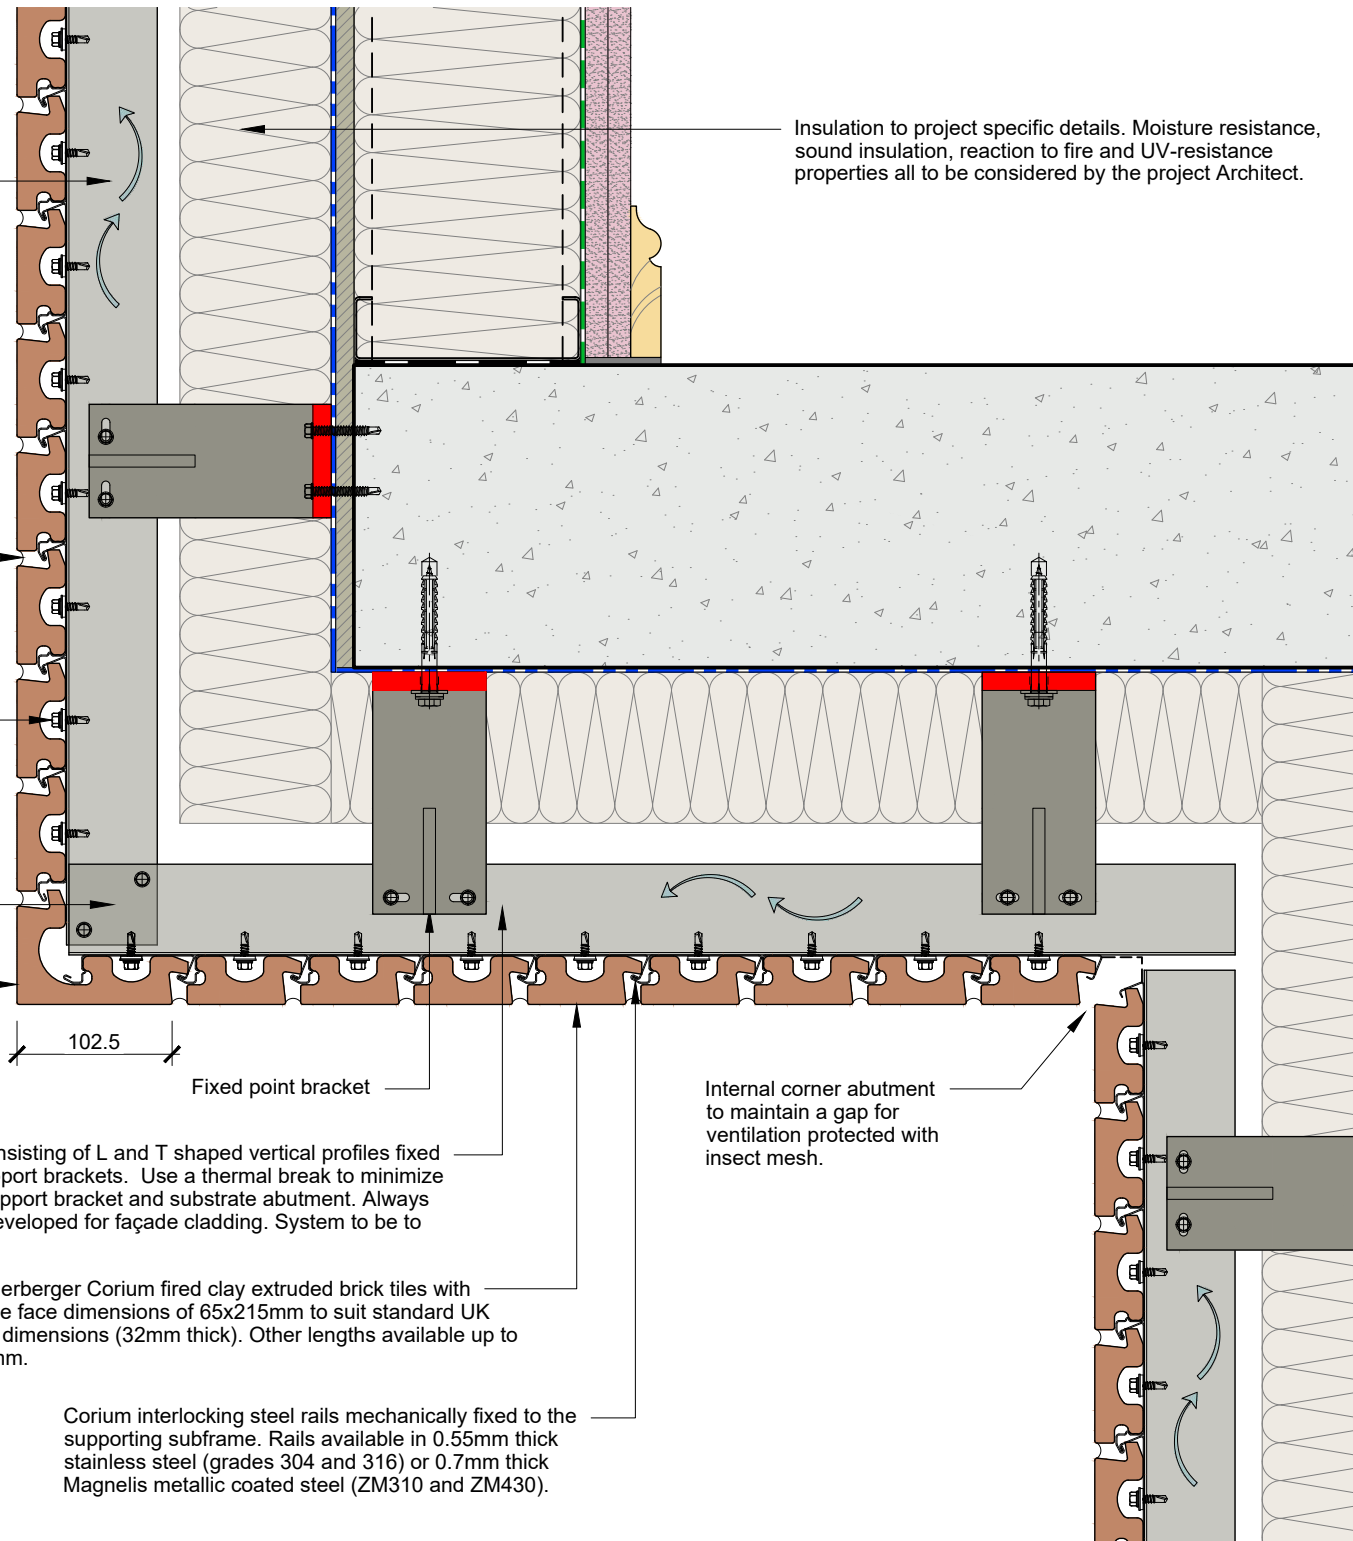 Insulation to project specific details. Moisture resistance,
sound insulation, reaction to fire and UV-resistance
properties all to be considered by the project Architect.
102.5
Fixed point bracket
Internal corner abutment
to maintain a gap for
ventilation protected with
insect mesh.
nsisting of L and T shaped vertical profiles fixed
port brackets. Use a thermal break to minimize
pport bracket and substrate abutment. Always
eveloped for façade cladding. System to be to
erberger Corium fired clay extruded brick tiles with
e face dimensions of 65x215mm to suit standard UK
dimensions (32mm thick). Other lengths available up to
mm.
Corium interlocking steel rails mechanically fixed to the
supporting subframe. Rails available in 0.55mm thick
stainless steel (grades 304 and 316) or 0.7mm thick
Magnelis metallic coated steel (ZM310 and ZM430).